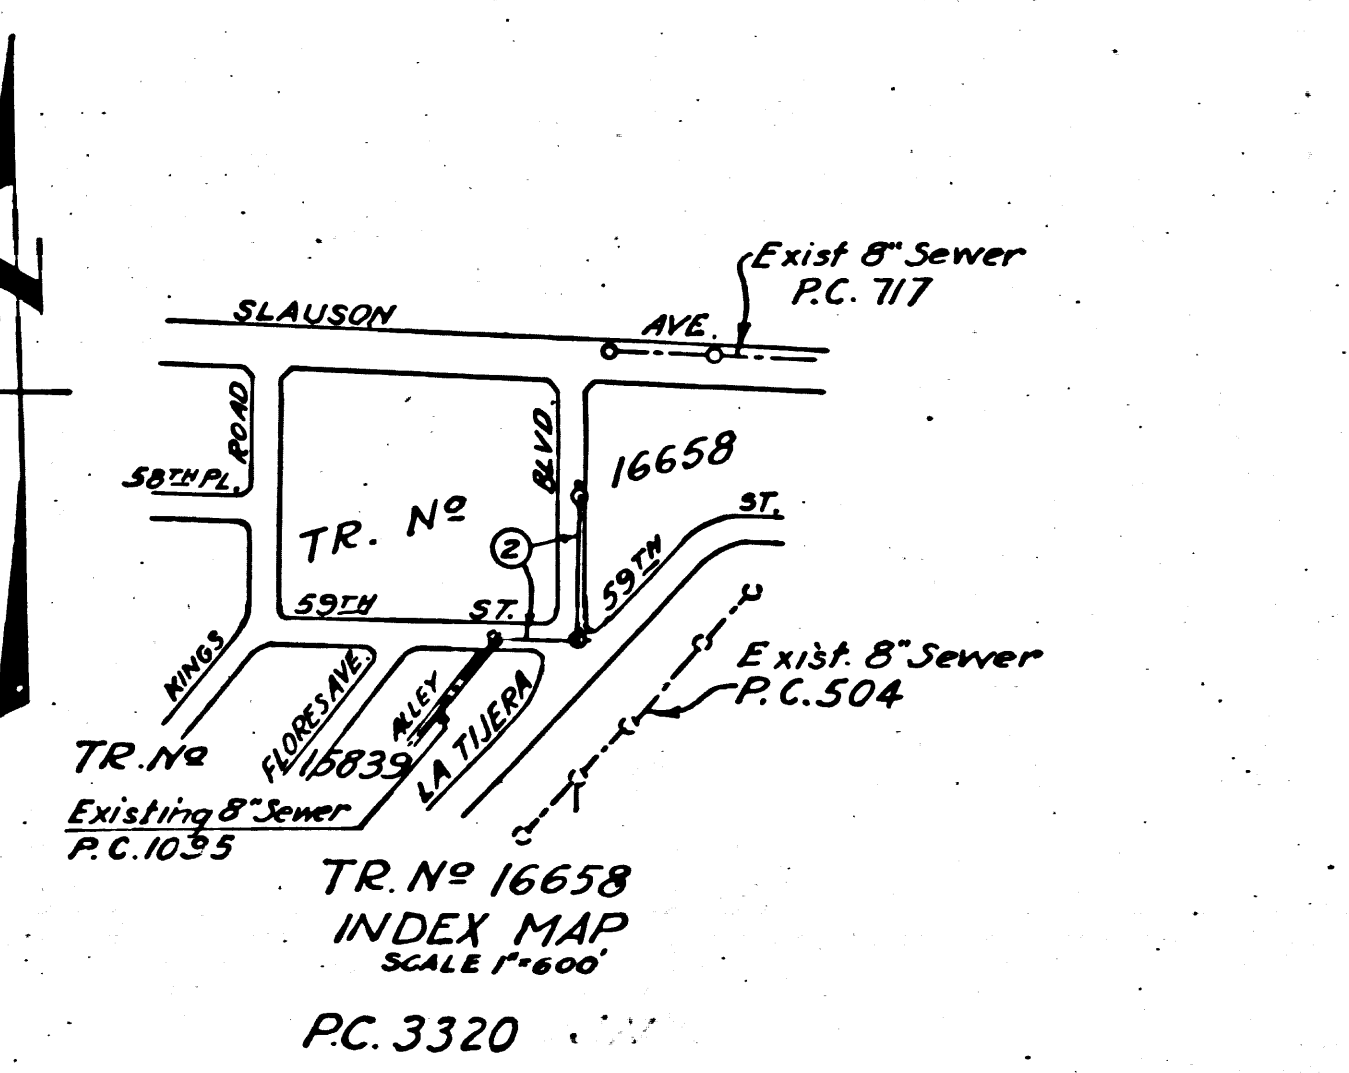 Exist 8" Sewer
P.C. 717
SLAUSON AVE.
ROAD
BLVD
16658
58TH PL.
ST.
TR. Nº
2
59TH
59TH ST.
KINGS
FLORES AVE.
ALLEY
LA TIJERA
Exist. 8" Sewer
P.C. 504
TR. Nº
15839
Existing 8" Sewer
P.C. 1095
TR. Nº 16658
INDEX MAP
SCALE 1"=600'
P.C. 3320